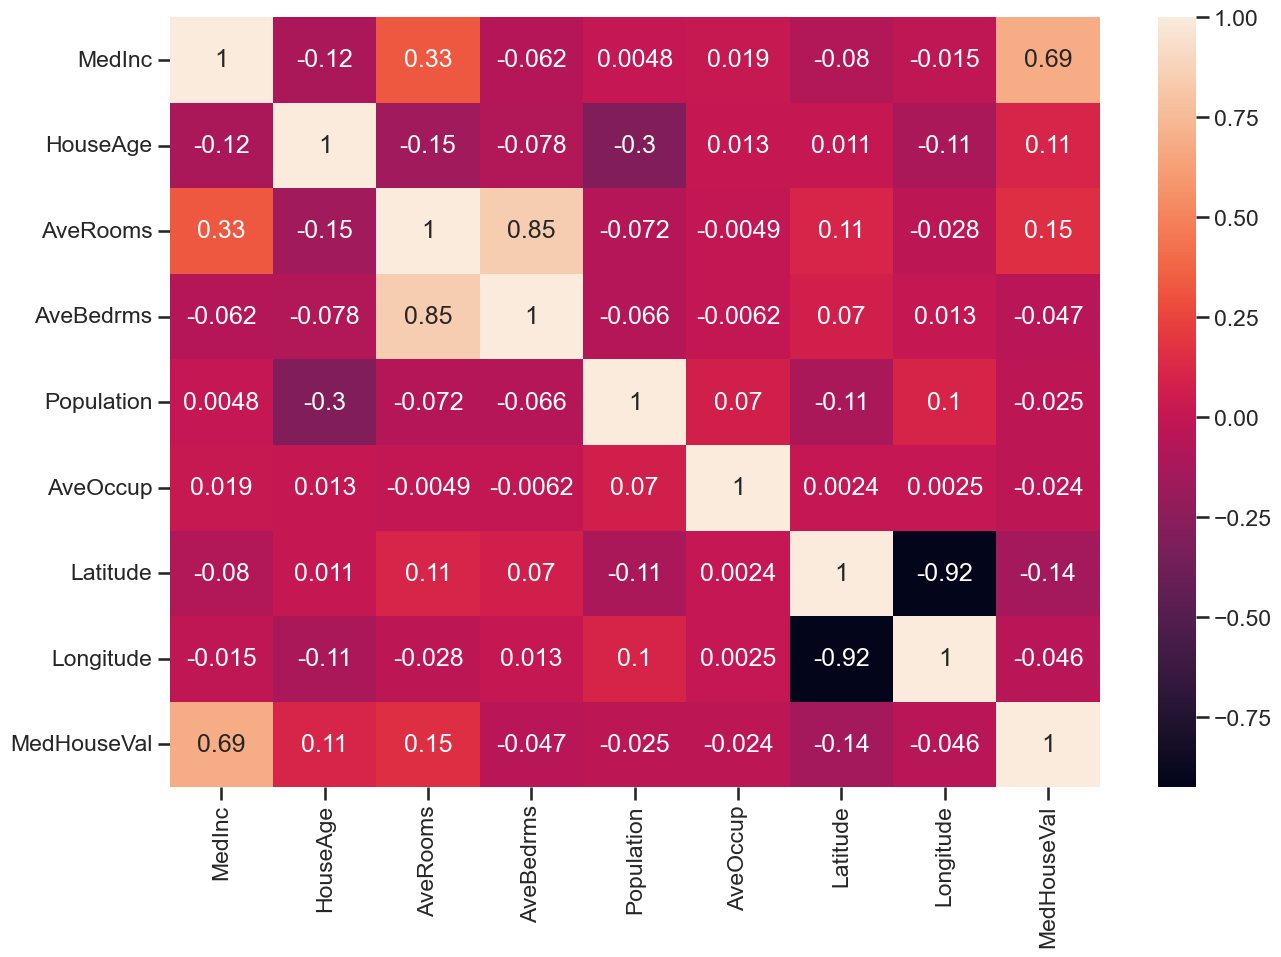 MedInc 1 -0.12 0.33 -0.062 0.0048 0.019 -0.08 -0.015 0.69
HouseAge -0.12 1 -0.15 -0.078 -0.3 0.013 0.011 -0.11 0.11
AveRooms 0.33 -0.15 1 0.85 -0.072 -0.0049 0.11 -0.028 0.15
AveBedrms -0.062 -0.078 0.85 1 -0.066 -0.0062 0.07 0.013 -0.047
Population 0.0048 -0.3 -0.072 -0.066 1 0.07 -0.11 0.1 -0.025
AveOccup 0.019 0.013 -0.0049 -0.0062 0.07 1 0.0024 0.0025 -0.024
Latitude -0.08 0.011 0.11 0.07 -0.11 0.0024 1 -0.92 -0.14
Longitude -0.015 -0.11 -0.028 0.013 0.1 0.0025 -0.92 1 -0.046
MedHouseVal 0.69 0.11 0.15 -0.047 -0.025 -0.024 -0.14 -0.046 1
MedInc HouseAge AveRooms AveBedrms Population AveOccup Latitude Longitude MedHouseVal
1.00
0.75
0.50
0.25
0.00
−0.25
−0.50
−0.75